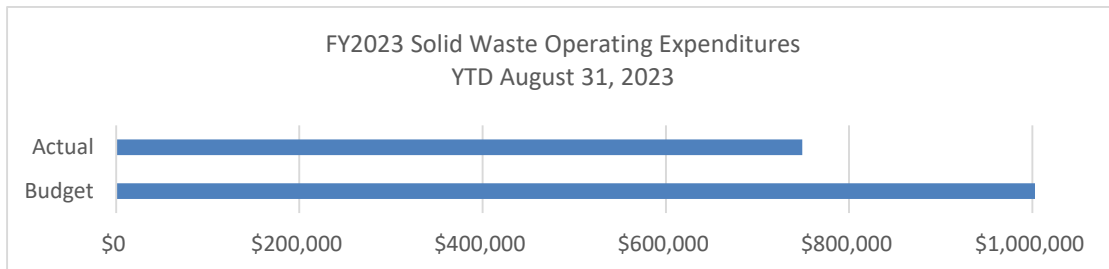 FY2023 Solid Waste Operating Expenditures
YTD August 31, 2023
Actual
Budget
$0 $200,000 $400,000 $600,000 $800,000 $1,000,000